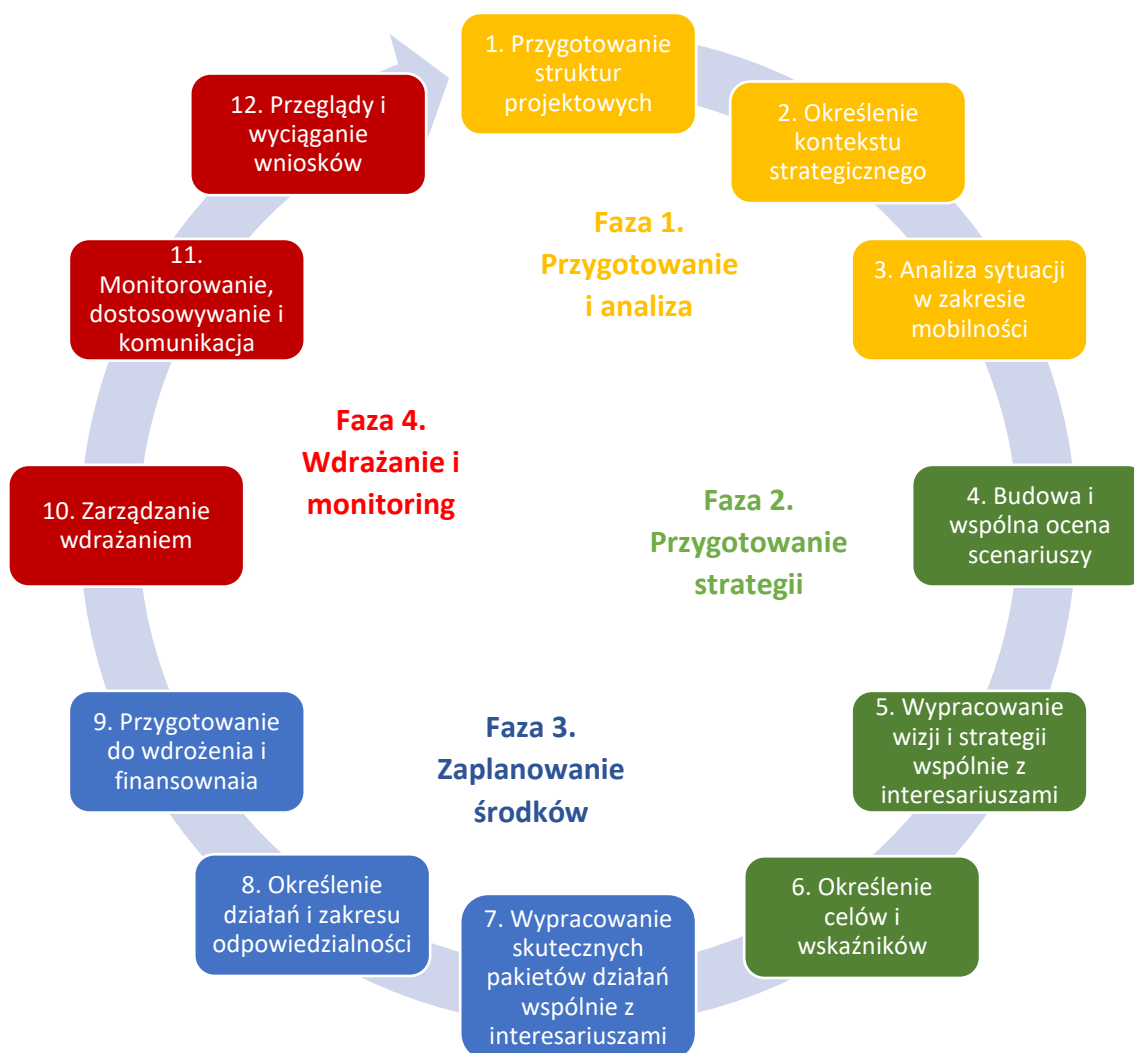 1. Przygotowanie
struktur
projektowych
2. Określenie
kontekstu
strategicznego
3. Analiza sytuacji
w zakresie
mobilności
4. Budowa i
wspólna ocena
scenariuszy
5. Wypracowanie
wizji i strategii
wspólnie z
interesariuszami
6. Określenie
celów i
wskaźników
7. Wypracowanie
skutecznych
pakietów działań
wspólnie z
interesariuszami
8. Określenie
działań i zakresu
odpowiedzialności
9. Przygotowanie
do wdrożenia i
finansownaia
10. Zarządzanie
wdrażaniem
11.
Monitorowanie,
dostosowywanie i
komunikacja
12. Przeglądy i
wyciąganie
wniosków
Faza 1.
Przygotowanie
i analiza
Faza 2.
Przygotowanie
strategii
Faza 3.
Zaplanowanie
środków
Faza 4.
Wdrażanie i
monitoring